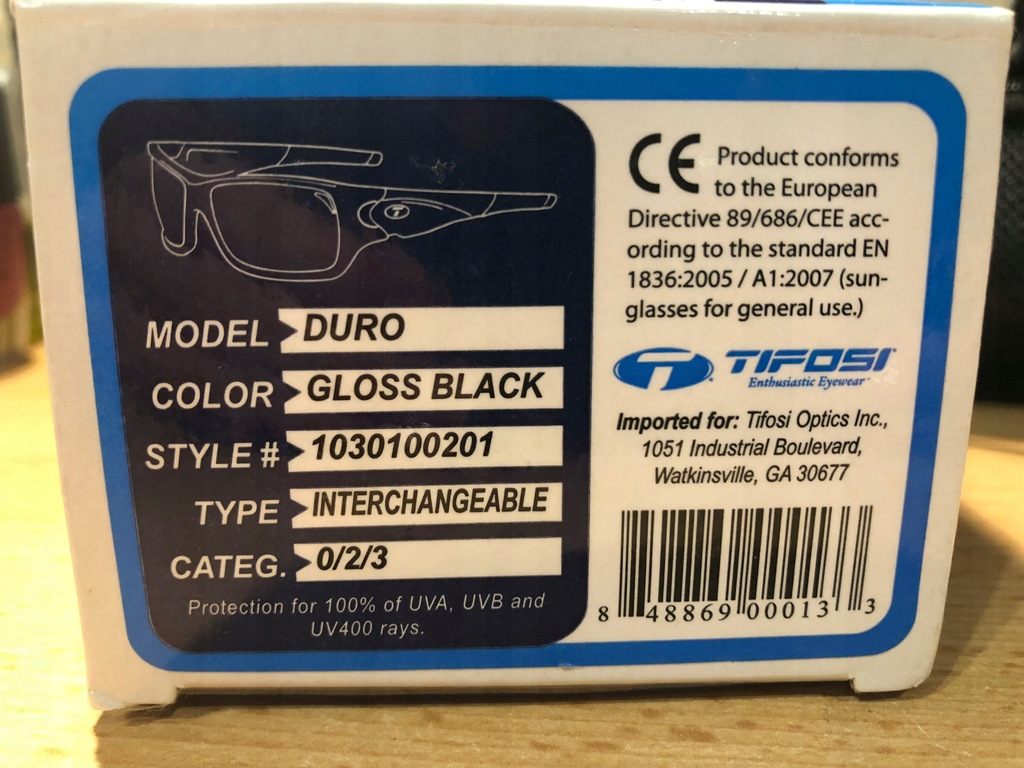 MODEL DURO
COLOR GLOSS BLACK
STYLE # 1030100201
TYPE INTERCHANGEABLE
CATEG. 0/2/3
Protection for 100% of UVA, UVB and
UV400 rays.
CE Product conforms
to the European
Directive 89/686/CEE acc-
ording to the standard EN
1836:2005 / A1:2007 (sun-
glasses for general use.)
T TIFOSI
Enthusiastic Eyewear™
Imported for: Tifosi Optics Inc.,
1051 Industrial Boulevard,
Watkinsville, GA 30677
8 48869 00013 3